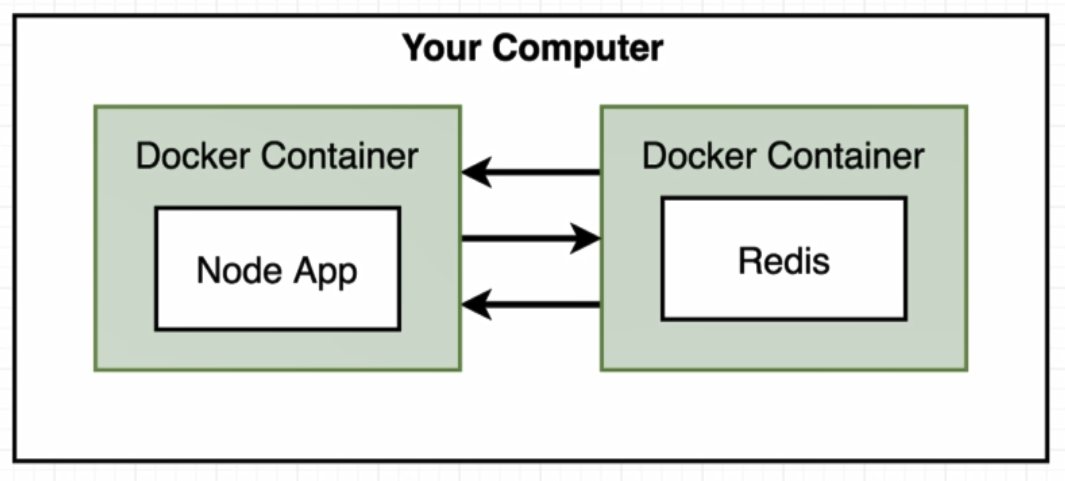 Your Computer
Docker Container
Node App
Docker Container
Redis